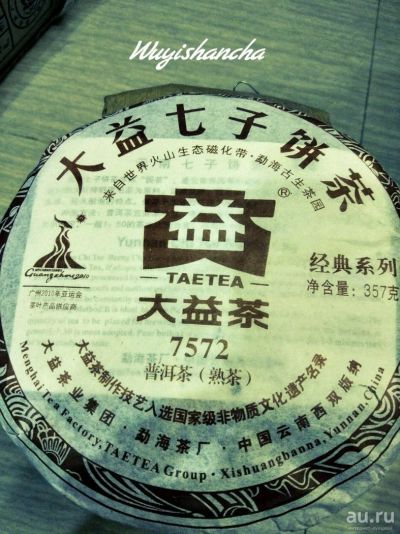 Wuyishancha
大益七子饼茶
来自世界火山生态磁化带·勐海古生茶园
益
®
TAETEA
大益茶
7572
普洱茶（熟茶）
Guangzhou 2010
广州2010年亚运会
茶叶产品供应商
经典系列
净含量：357克
大益茶制作技艺入选国家级非物质文化遗产名录
大益茶业集团·勐海茶厂·中国云南西双版纳
Menghai Tea Factory, TAETEA Group·Xishuangbanna, Yunnan, China
au.ru